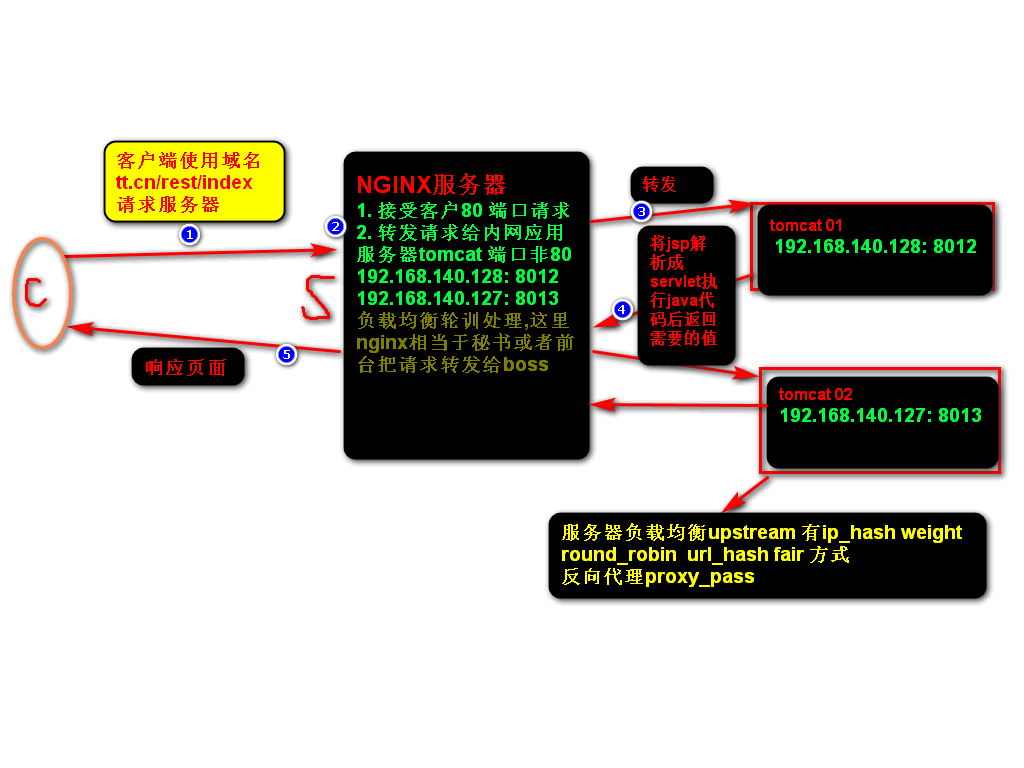 客户端使用域名
tt.cn/rest/index
请求服务器
1
C
响应页面
5
S
2
NGINX服务器
1. 接受客户80 端口请求
2. 转发请求给内网应用
服务器tomcat 端口非80
192.168.140.128: 8012
192.168.140.127: 8013
负载均衡轮训处理,这里
nginx相当于秘书或者前
台把请求转发给boss
转发
3
将jsp解
析成
servlet执
行java代
码后返回
需要的值
4
tomcat 01
192.168.140.128: 8012
tomcat 02
192.168.140.127: 8013
服务器负载均衡upstream 有ip_hash weight
round_robin url_hash fair 方式
反向代理proxy_pass